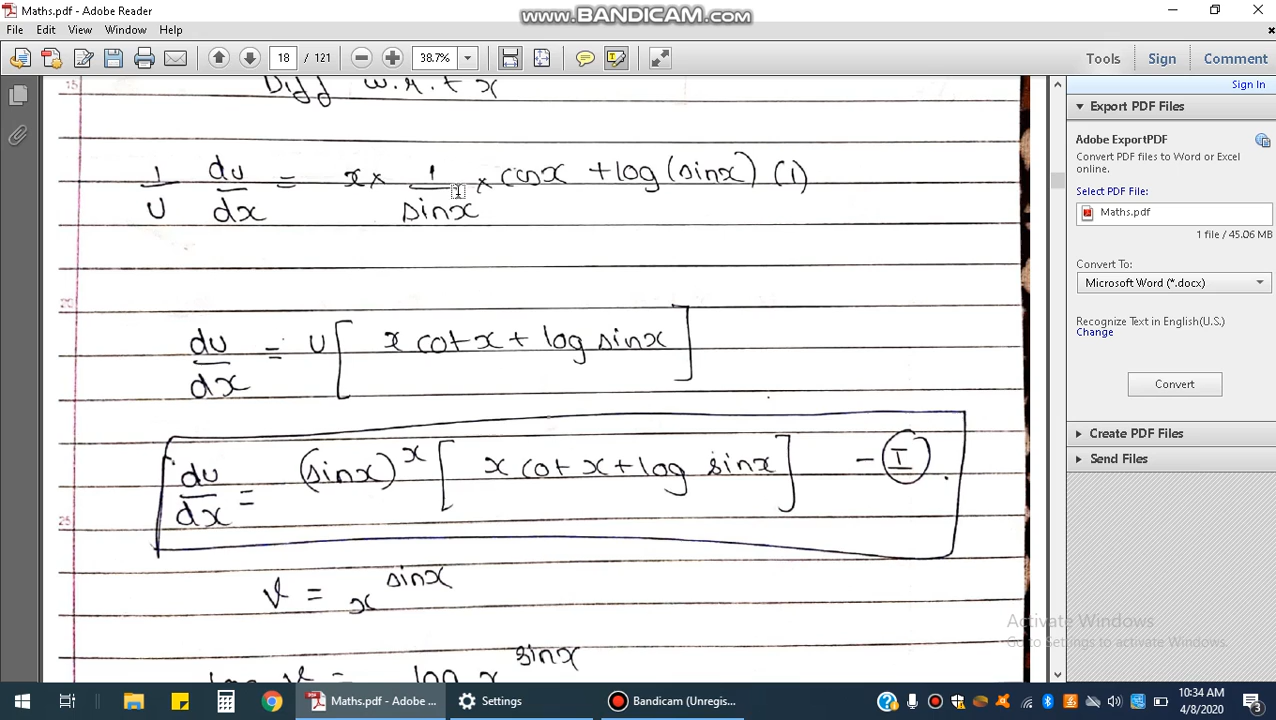 Maths.pdf - Adobe Reader
www.BANDICAM.com
File Edit View Window Help
18 / 121
38.7%
Tools Sign Comment
Diff w.r.t x
1/U du/dx = x × 1/sinx × cosx + log(sinx) (1)
du/dx = U [ x cotx + log sinx ]
du/dx = (sinx)^x [ x cot x + log sinx ] - (I).
v = x^sinx
= log x^sinx
15
25
Sign In
Export PDF Files
Adobe ExportPDF
Convert PDF files to Word or Excel
online.
Select PDF File:
Maths.pdf
1 file / 45.06 MB
Convert To:
Microsoft Word (*.docx)
Recognize Text in English(U.S.)
Change
Convert
Create PDF Files
Send Files
Activate Windows
Go to Settings to activate Windows.
Maths.pdf - Adobe ...
Settings
Bandicam (Unregis...
10:34 AM
4/8/2020
3